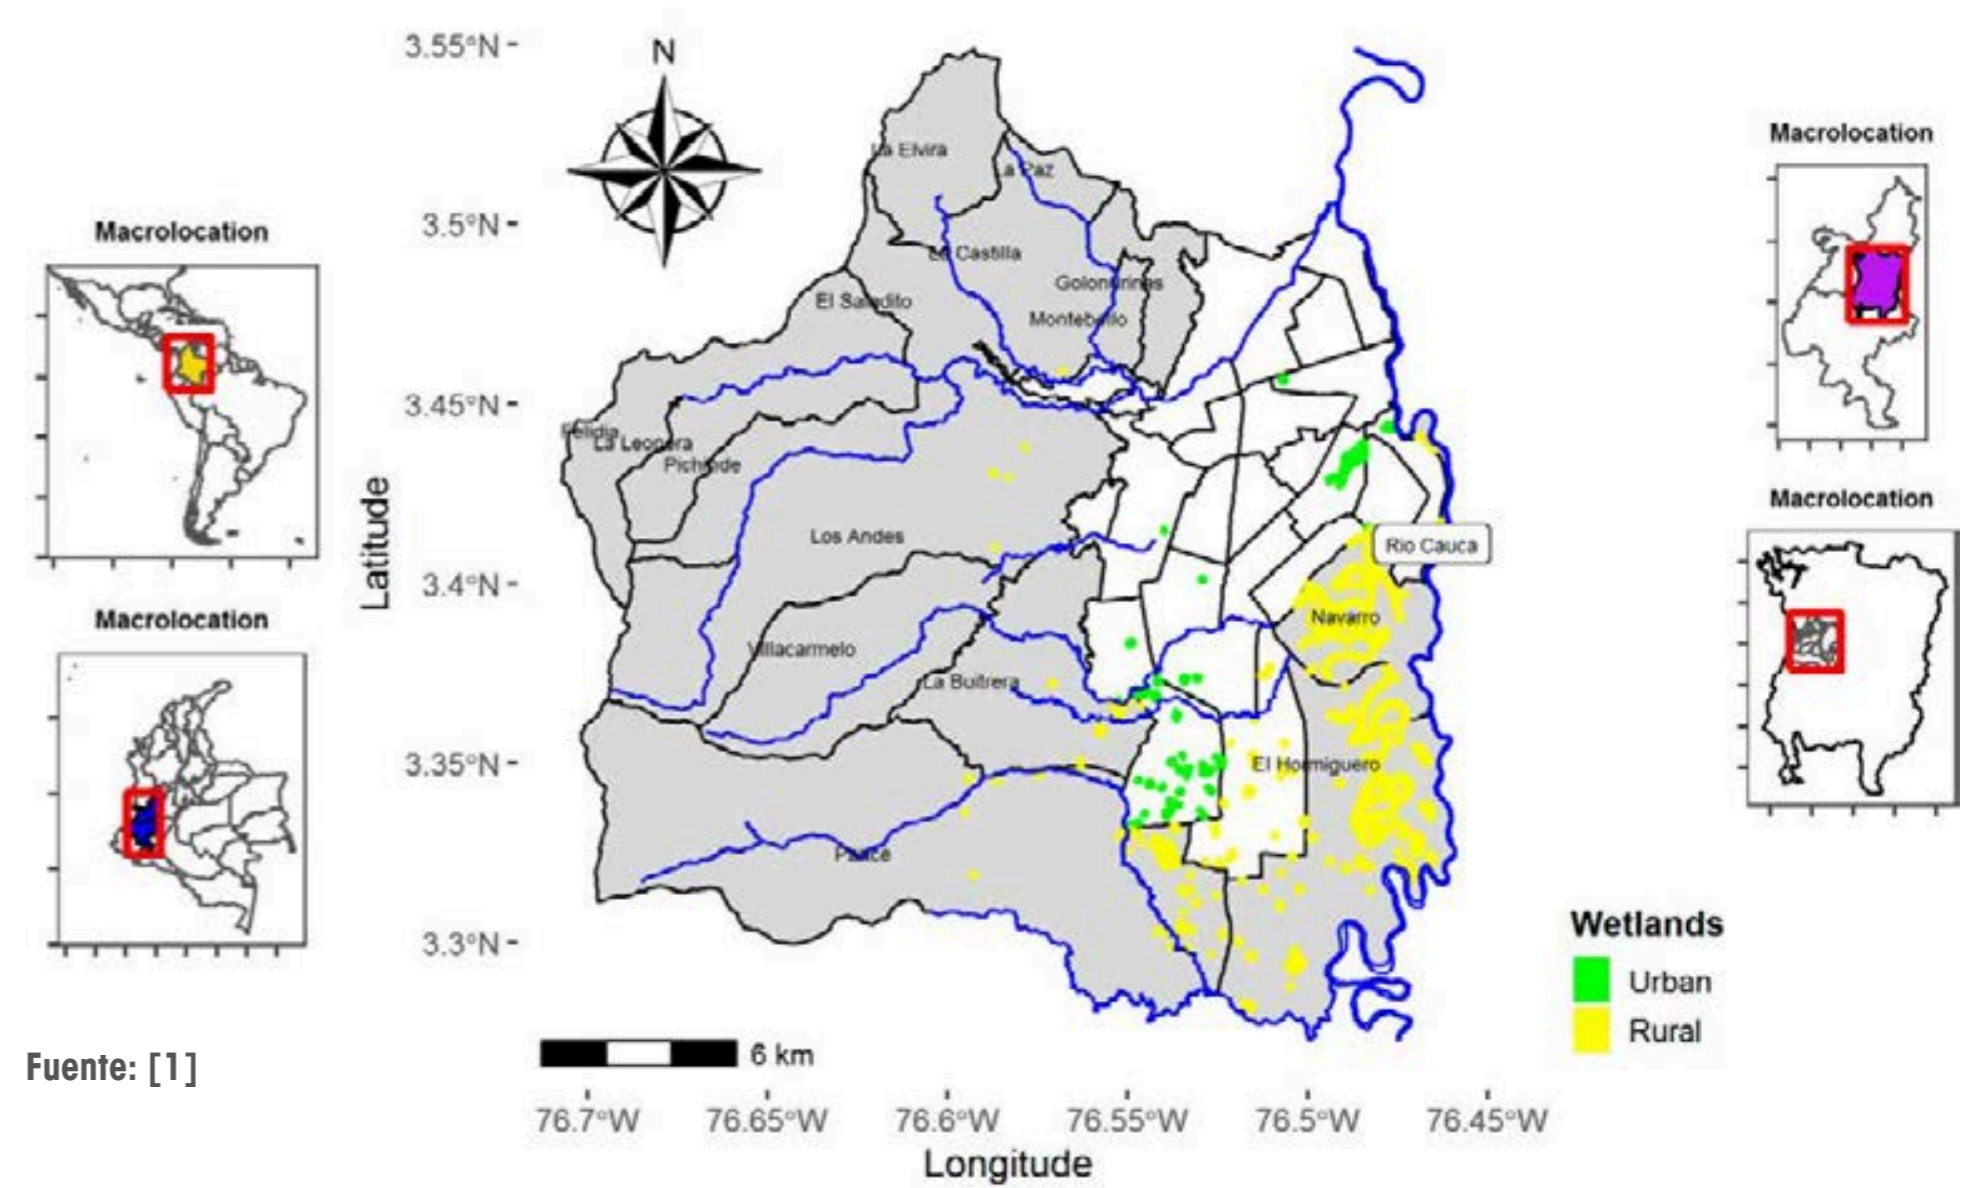 Macrolocation
Macrolocation
Fuente: [1]
N
3.55°N
3.5°N
3.45°N
3.4°N
3.35°N
3.3°N
Latitude
La Elvira
La Paz
La Castilla
Golondrinas
El Saladito
Montebello
Felidia
La Leonera
Pichinde
Los Andes
Rio Cauca
Navarro
Villacarmelo
La Buitrera
El Hormiguero
Pance
6 km
76.7°W
76.65°W
76.6°W
76.55°W
76.5°W
76.45°W
Longitude
Macrolocation
Macrolocation
Wetlands
Urban
Rural